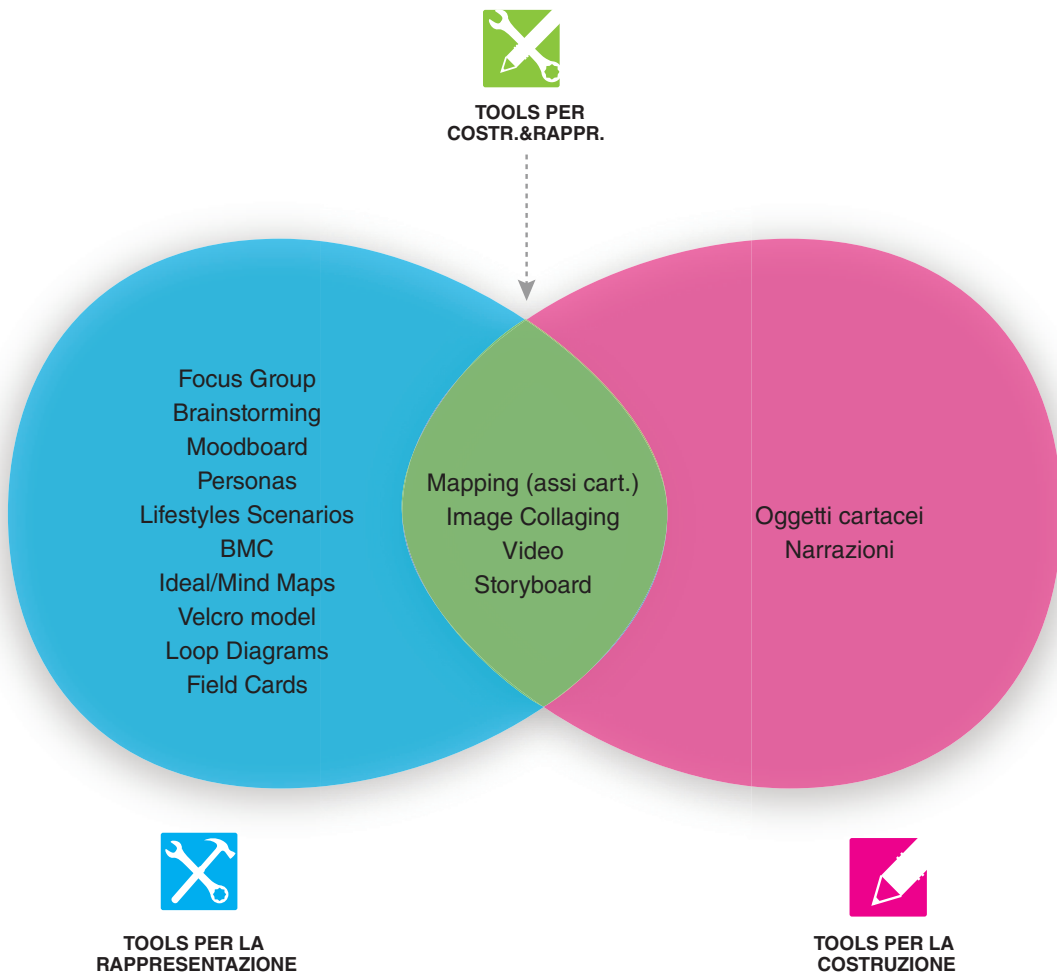 TOOLS PER
COSTR.&RAPPR.
Focus Group
Brainstorming
Moodboard
Personas
Lifestyles Scenarios
BMC
Ideal/Mind Maps
Velcro model
Loop Diagrams
Field Cards
Mapping (assi cart.)
Image Collaging
Video
Storyboard
Oggetti cartacei
Narrazioni
TOOLS PER LA
RAPPRESENTAZIONE
TOOLS PER LA
COSTRUZIONE